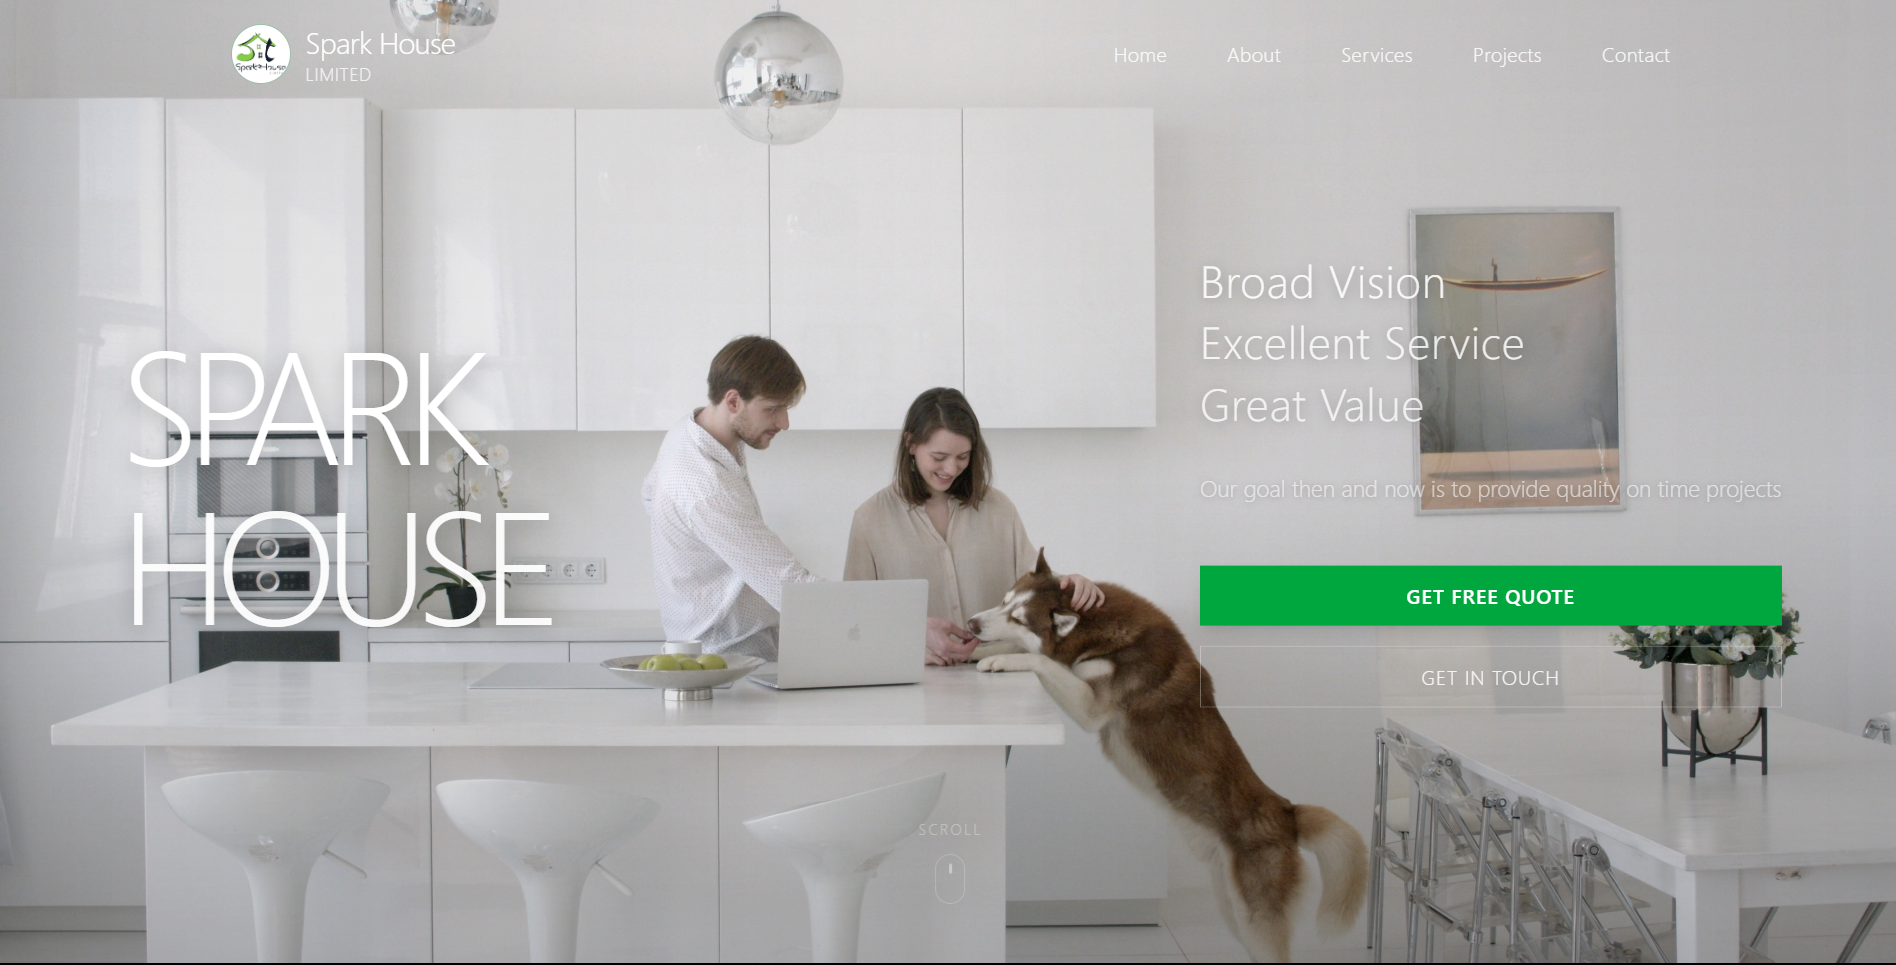 Spark House
LIMITED
Home
About
Services
Projects
Contact
SPARK
HOUSE
Broad Vision
Excellent Service
Great Value
Our goal then and now is to provide quality on time projects
GET FREE QUOTE
GET IN TOUCH
SCROLL